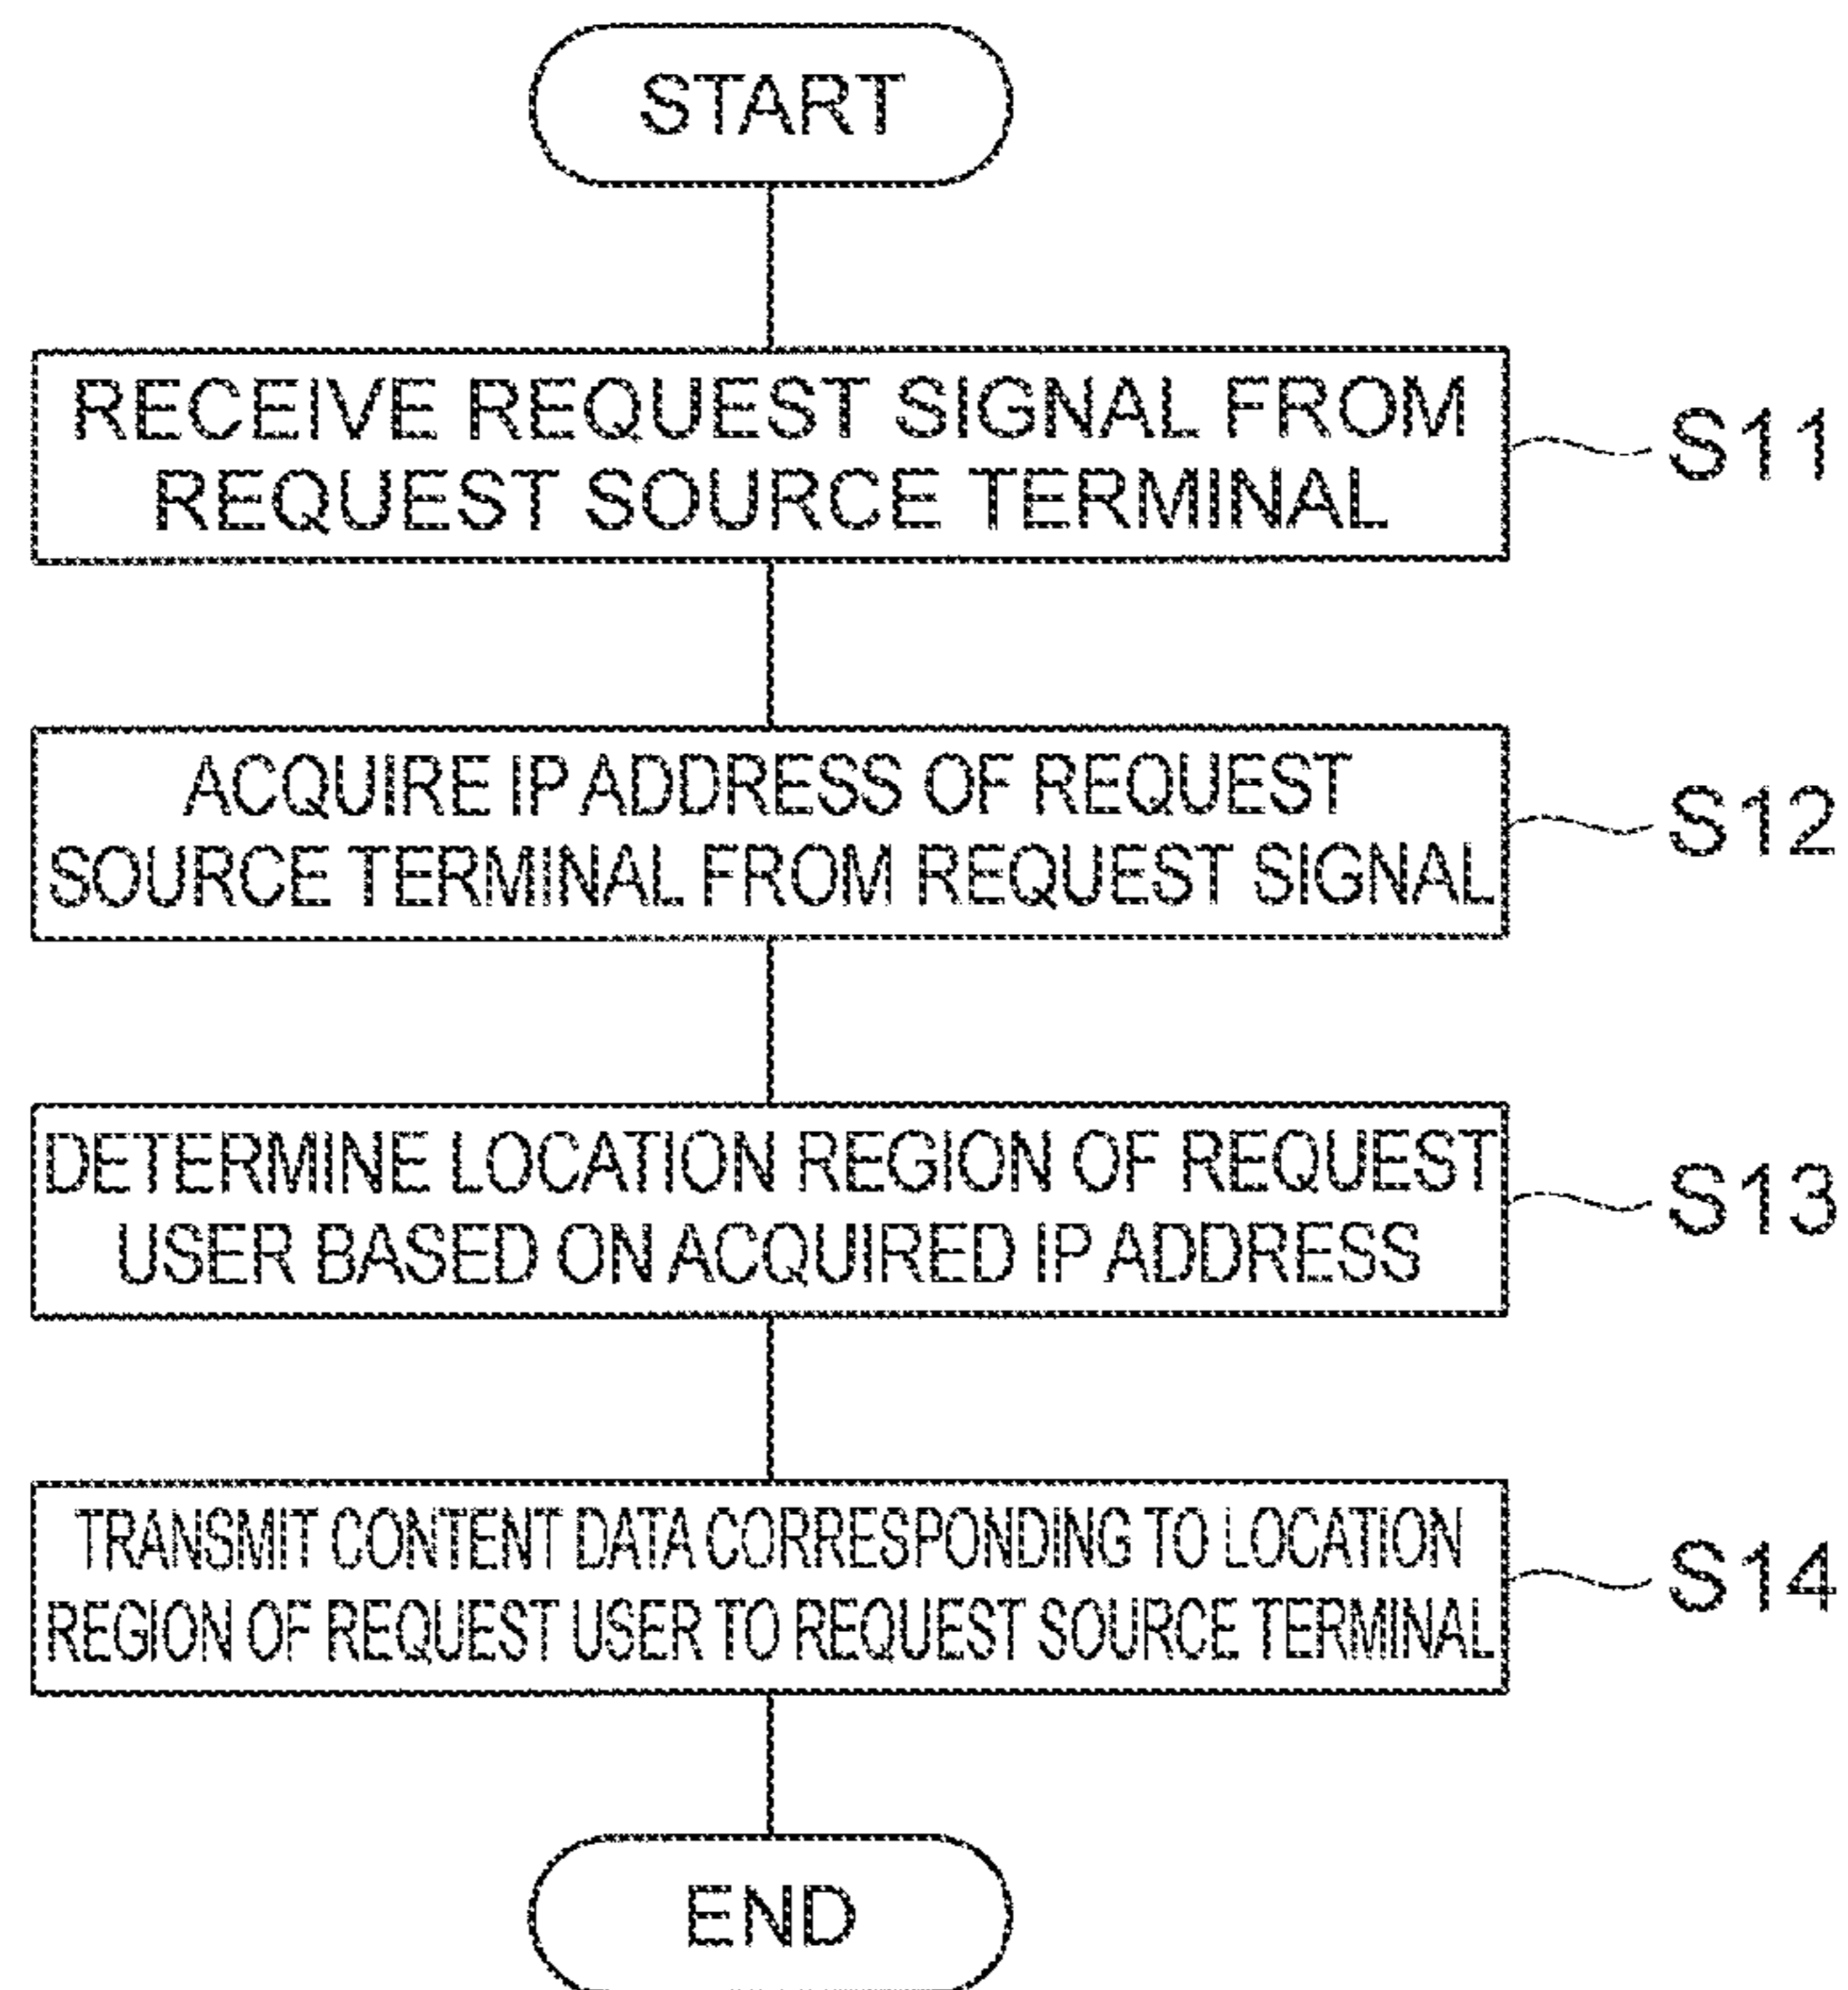 START
RECEIVE REQUEST SIGNAL FROM
REQUEST SOURCE TERMINAL
S11
ACQUIRE IP ADDRESS OF REQUEST
SOURCE TERMINAL FROM REQUEST SIGNAL
S12
DETERMINE LOCATION REGION OF REQUEST
USER BASED ON ACQUIRED IP ADDRESS
S13
TRANSMIT CONTENT DATA CORRESPONDING TO LOCATION
REGION OF REQUEST USER TO REQUEST SOURCE TERMINAL
S14
END